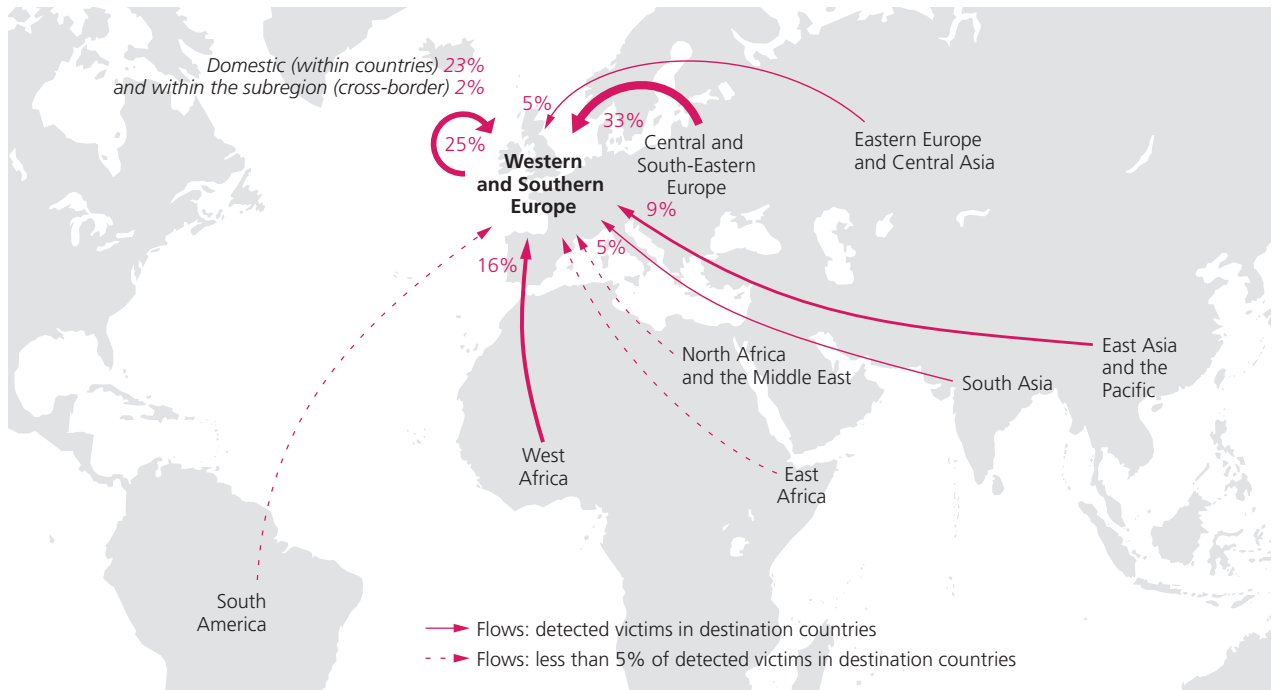 Domestic (within countries) 23%
and within the subregion (cross-border) 2%
25%
5%
33%
Western
and Southern
Europe
Central and
South-Eastern
Europe
Eastern Europe
and Central Asia
9%
5%
16%
North Africa
and the Middle East
East Asia
and the
Pacific
South Asia
West
Africa
East
Africa
South
America
Flows: detected victims in destination countries
Flows: less than 5% of detected victims in destination countries